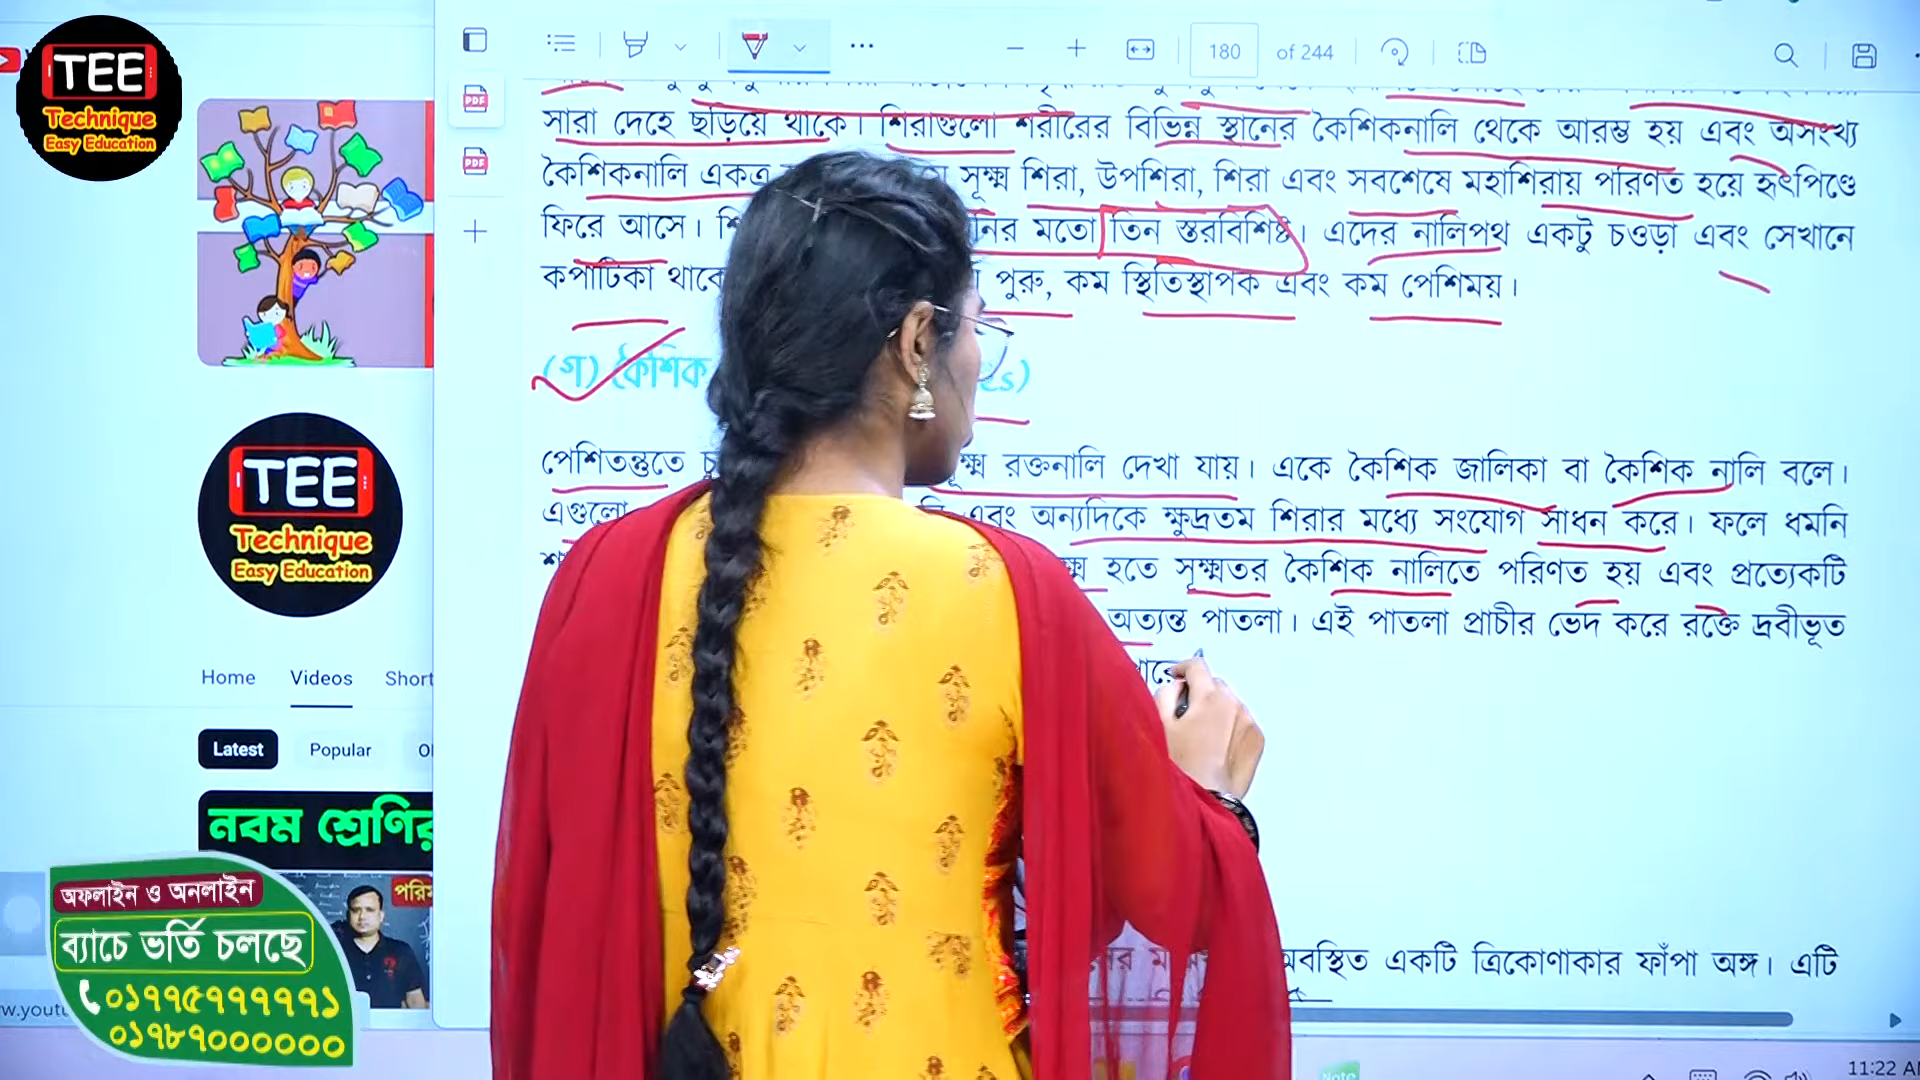 TEE
Technique
Easy Education
180 of 244
সারা দেহে ছড়িয়ে থাকে। শিরাগুলো শরীরের বিভিন্ন স্থানের কৈশিকনালি থেকে আরম্ভ হয় এবং অসংখ্য
কৈশিকনালি একত্র সূক্ষ্ম শিরা, উপশিরা, শিরা এবং সবশেষে মহাশিরায় পরিণত হয়ে হৃৎপিণ্ডে
ফিরে আসে। মতো তিন স্তরবিশিষ্ট। এদের নালিপথ একটু চওড়া এবং সেখানে
কপাটিকা পুরু, কম স্থিতিস্থাপক এবং কম পেশিময়।
(গ) কৈশিক
পেশিতন্তুতে রক্তনালি দেখা যায়। একে কৈশিক জালিকা বা কৈশিক নালি বলে।
এগুলো এবং অন্যদিকে ক্ষুদ্রতম শিরার মধ্যে সংযোগ সাধন করে। ফলে ধমনি
হতে সূক্ষ্মতর কৈশিক নালিতে পরিণত হয় এবং প্রত্যেকটি
অত্যন্ত পাতলা। এই পাতলা প্রাচীর ভেদ করে রক্তে দ্রবীভূত
অবস্থিত একটি ত্রিকোণাকার ফাঁপা অঙ্গ। এটি
TEE
Technique
Easy Education
Home Videos
Latest Popular
নবম
অফলাইন ও অনলাইন
ব্যাচে ভর্তি চলছে
০১৭৭৫৭৭৭৭৭১
০১৭৮৭০০০০০০
11:22